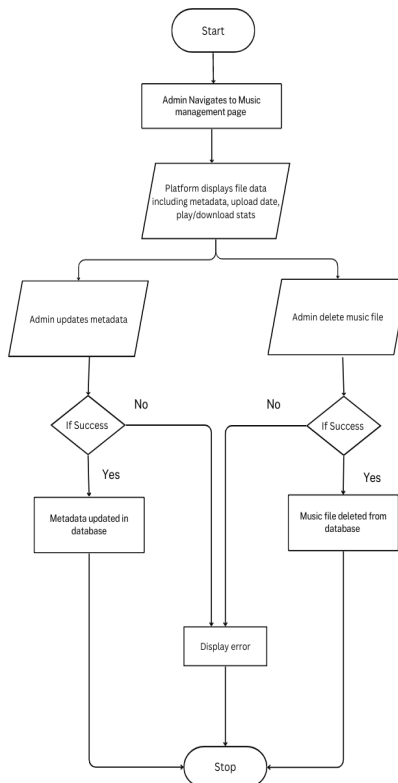 Start
Admin Navigates to Music
management page
Platform displays file data
including metadata, upload date,
play/download stats
Admin updates metadata
Admin delete music file
If Success
No
No
If Success
Yes
Yes
Metadata updated in
database
Music file deleted from
database
Display error
Stop